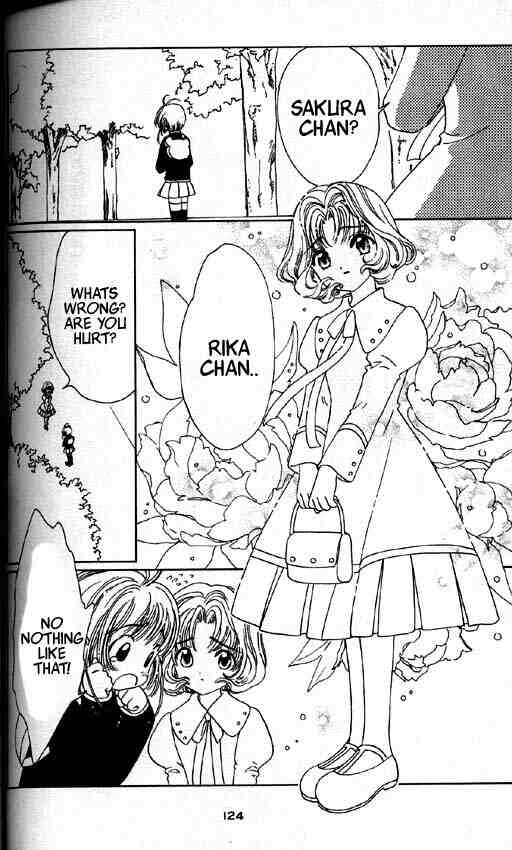 SAKURA
CHAN?
RIKA
CHAN..
WHATS
WRONG?
ARE YOU
HURT?
NO
NOTHING
LIKE
THAT!
124